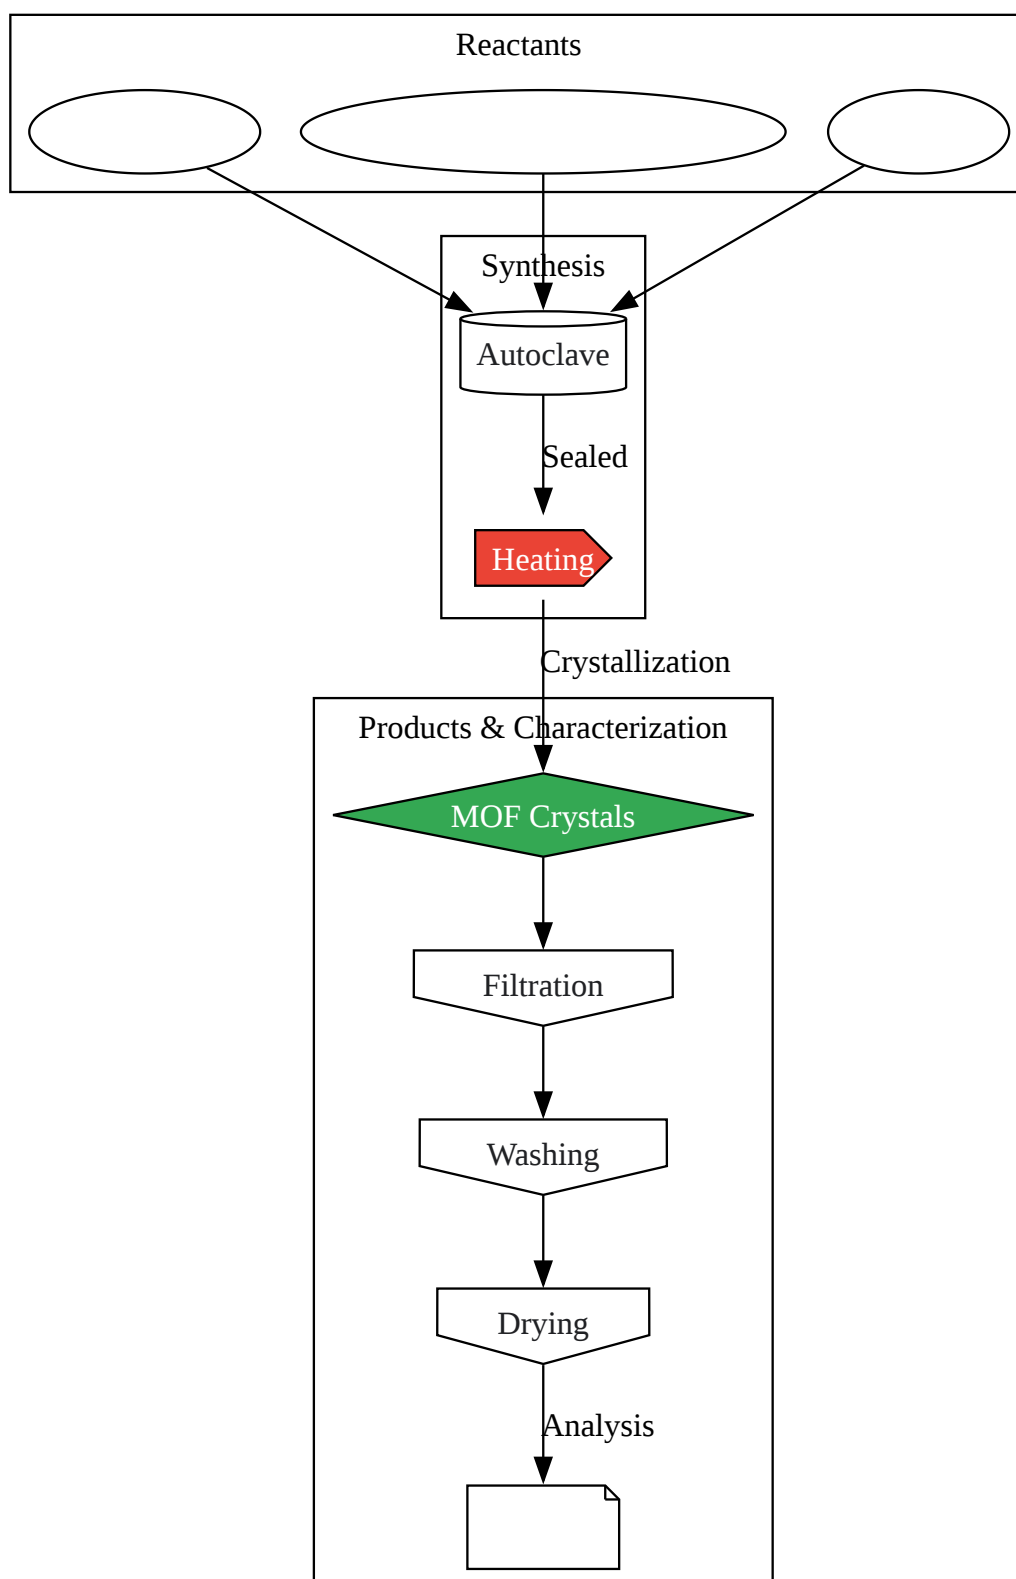 Reactants
Synthesis
Autoclave
Sealed
Heating
Crystallization
Products & Characterization
MOF Crystals
Filtration
Washing
Drying
Analysis